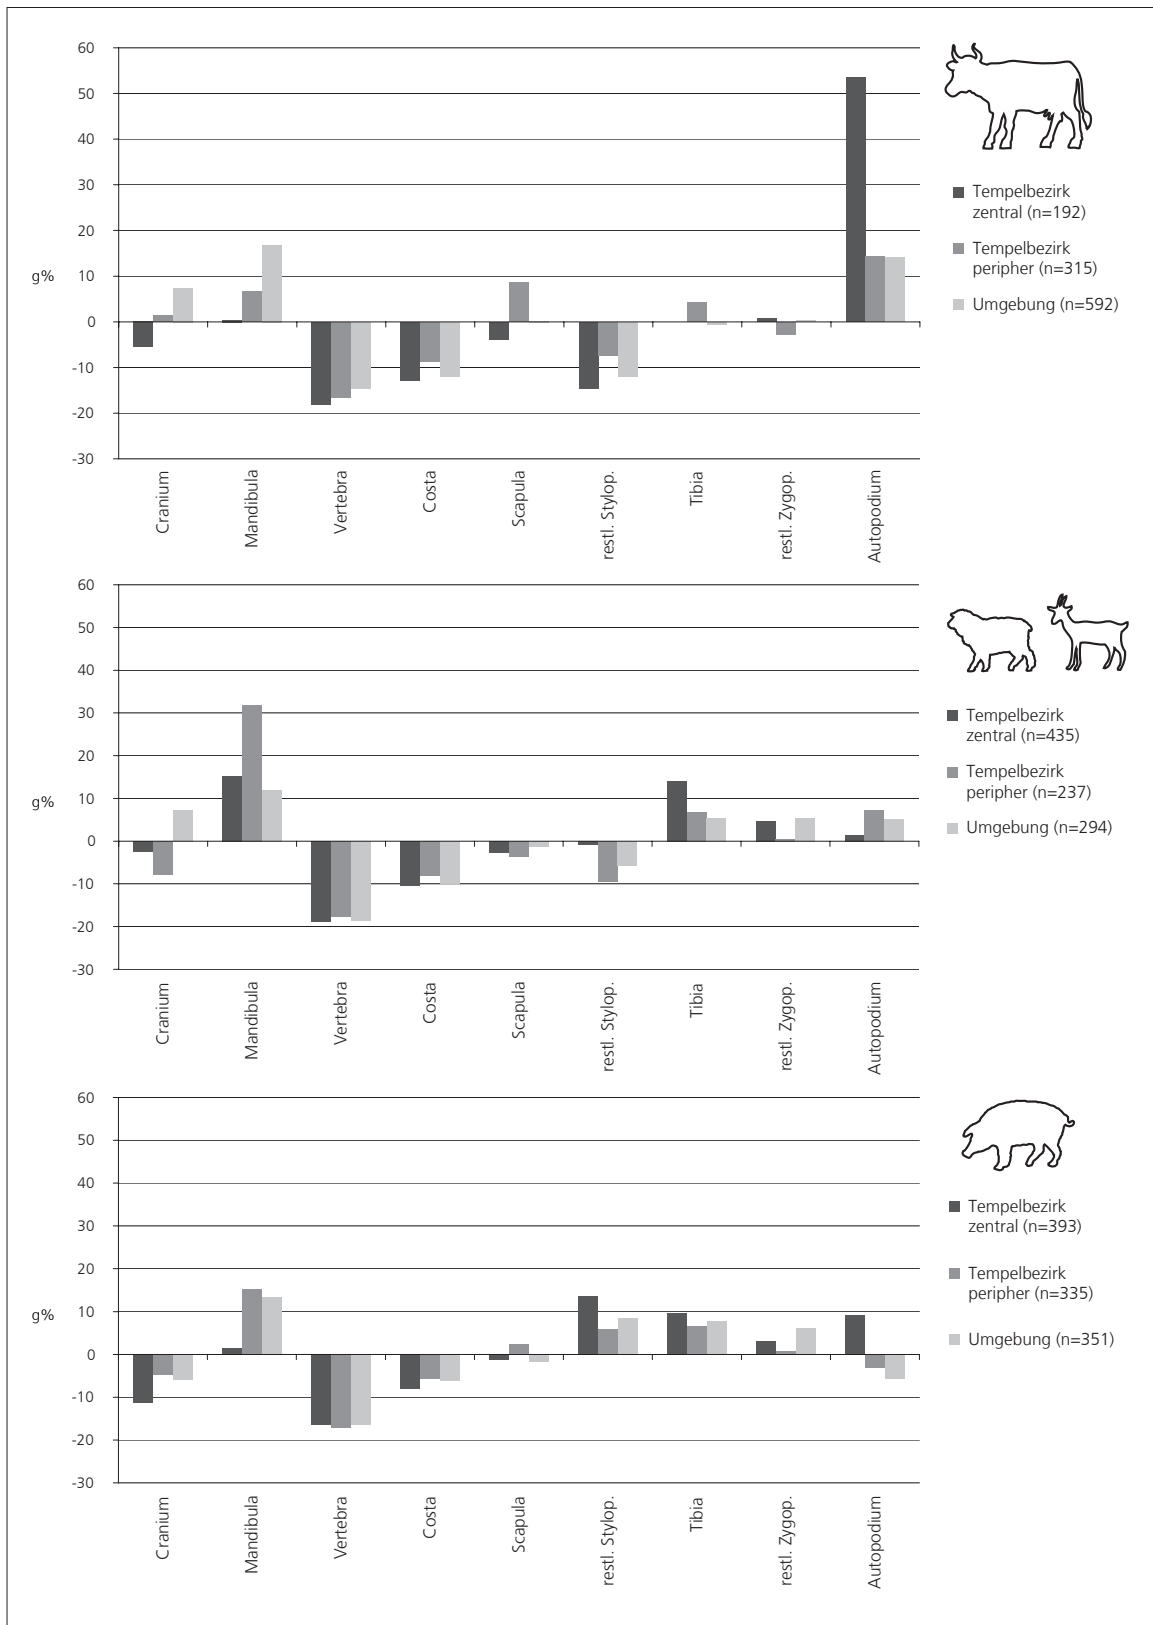 60
50
40
30
20
g%
10
0
-10
-20
-30
Cranium
Mandibula
Vertebra
Costa
Scapula
restl. Stylop.
Tibia
restl. Zygop.
Autopodium
Tempelbezirk
zentral (n=192)
Tempelbezirk
peripher (n=315)
Umgebung (n=592)
60
50
40
30
20
g%
10
0
-10
-20
-30
Cranium
Mandibula
Vertebra
Costa
Scapula
restl. Stylop.
Tibia
restl. Zygop.
Autopodium
Tempelbezirk
zentral (n=435)
Tempelbezirk
peripher (n=237)
Umgebung (n=294)
60
50
40
30
20
g%
10
0
-10
-20
-30
Cranium
Mandibula
Vertebra
Costa
Scapula
restl. Stylop.
Tibia
restl. Zygop.
Autopodium
Tempelbezirk
zentral (n=393)
Tempelbezirk
peripher (n=335)
Umgebung (n=351)